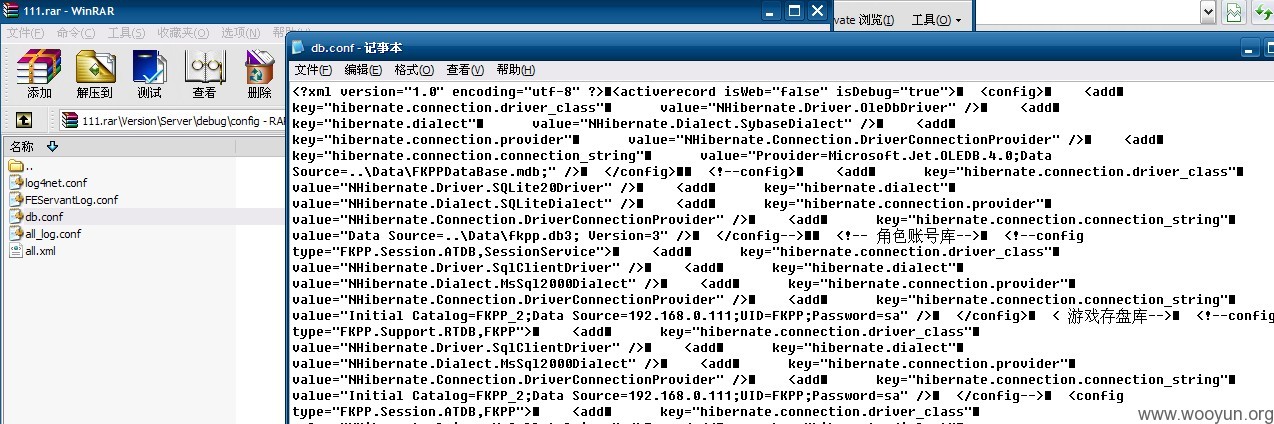 111.rar - WinRAR
文件(F) 命令(C) 工具(S) 收藏夹(O) 选项(N)
vate 浏览(I) 工具(O)
添加 解压到 测试 查看 删除
111.rar\Version\Server\debug\config - RA
名称
..
log4net.conf
FEServantLog.conf
db.conf
all_log.conf
all.xml
db.conf - 记事本
文件(F) 编辑(E) 格式(O) 查看(V) 帮助(H)
<?xml version="1.0" encoding="utf-8" ?>■<activerecord isWeb="false" isDebug="true">■ <config>■ <add■
key="hibernate.connection.driver_class" value="NHibernate.Driver.OleDbDriver" />■ <add■
key="hibernate.dialect"■ value="NHibernate.Dialect.SybaseDialect" />■ <add■
key="hibernate.connection.provider"■ value="NHibernate.Connection.DriverConnectionProvider" />■ <add■
key="hibernate.connection.connection_string"■ value="Provider=Microsoft.Jet.OLEDB.4.0;Data
Source=..\Data\FKPPDataBase.mdb;" />■ </config>■■ <!--config>■ <add■ key="hibernate.connection.driver_class"■
value="NHibernate.Driver.SQLite20Driver" />■ <add■ key="hibernate.dialect"■
value="NHibernate.Dialect.SQLiteDialect" />■ <add■ key="hibernate.connection.provider"■
value="NHibernate.Connection.DriverConnectionProvider" />■ <add■ key="hibernate.connection.connection_string"■
value="Data Source=..\Data\fkpp.db3; Version=3" />■ </config-->■■ <!-- 角色账号库-->■ <!--config
type="FKPP.Session.ATDB,SessionService">■ <add■ key="hibernate.connection.driver_class"■
value="NHibernate.Driver.SqlClientDriver" />■ <add■ key="hibernate.dialect"■
value="NHibernate.Dialect.MsSql2000Dialect" />■ <add■ key="hibernate.connection.provider"■
value="NHibernate.Connection.DriverConnectionProvider" />■ <add■ key="hibernate.connection.connection_string"■
value="Initial Catalog=FKPP_2;Data Source=192.168.0.111;UID=FKPP;Password=sa" />■ </config>■ < 游戏存盘库-->■ <!--config
type="FKPP.Support.RTDB,FKPP">■ <add■ key="hibernate.connection.driver_class"■
value="NHibernate.Driver.SqlClientDriver" />■ <add■ key="hibernate.dialect"■
value="NHibernate.Dialect.MsSql2000Dialect" />■ <add■ key="hibernate.connection.provider"■
value="NHibernate.Connection.DriverConnectionProvider" />■ <add■ key="hibernate.connection.connection_string"■
value="Initial Catalog=FKPP_2;Data Source=192.168.0.111;UID=FKPP;Password=sa" />■ </config-->■ <config
type="FKPP.Session.ATDB,FKPP">■ <add■ key="hibernate.connection.driver_class"■
www.wooyun.org